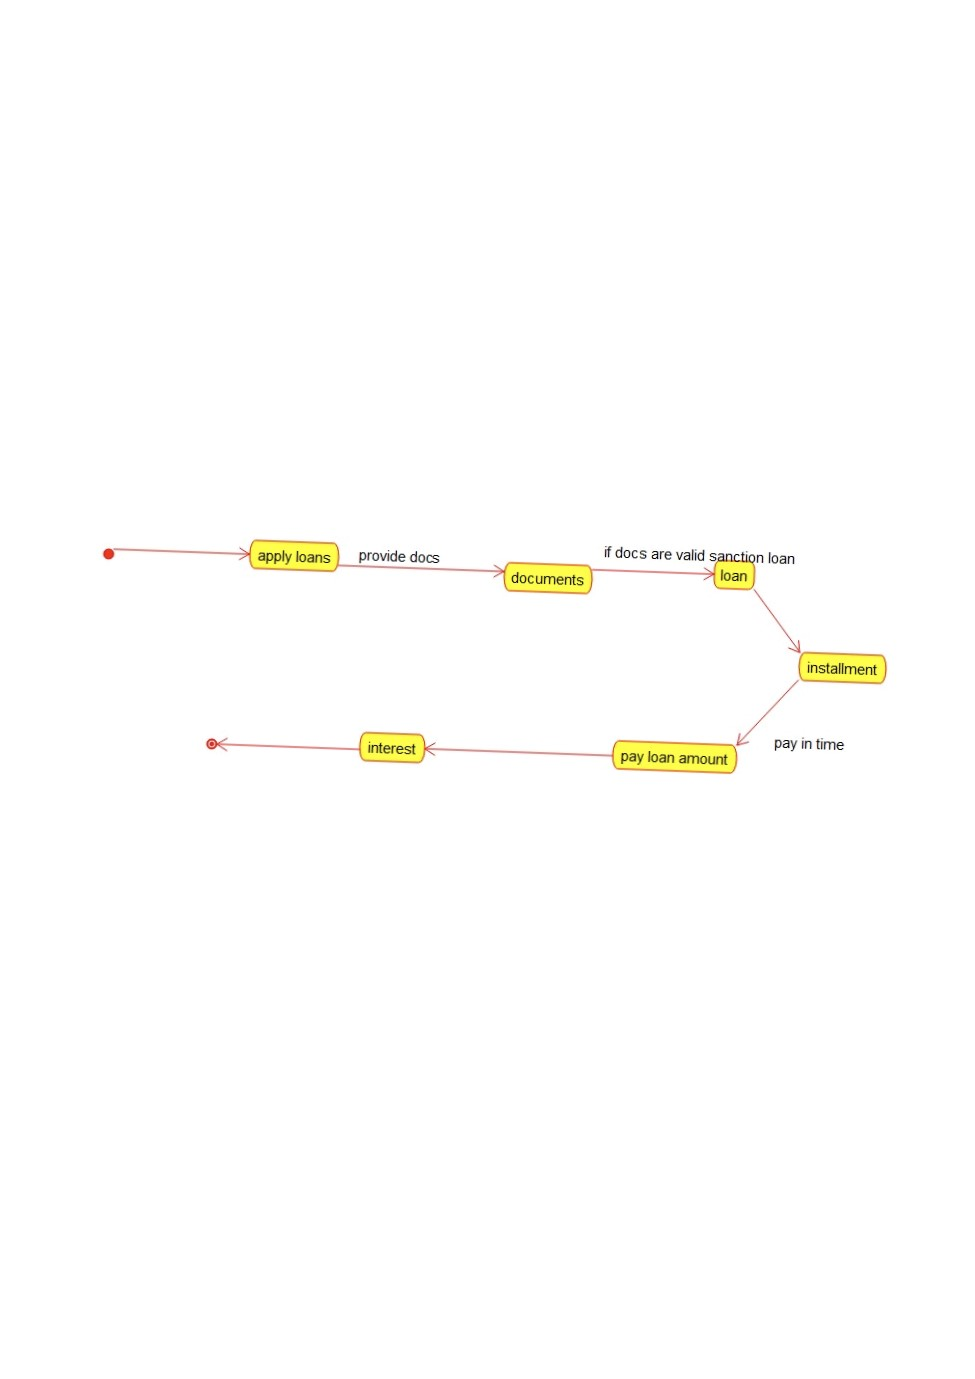 apply loans
provide docs
documents
if docs are valid sanction loan
loan
installment
pay in time
pay loan amount
interest